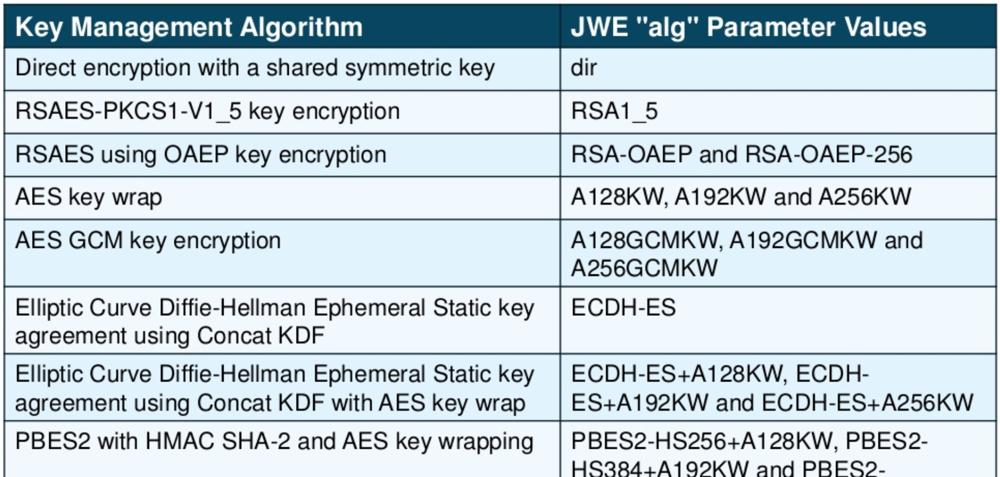 Key Management Algorithm
JWE "alg" Parameter Values
Direct encryption with a shared symmetric key
dir
RSAES-PKCS1-V1_5 key encryption
RSA1_5
RSAES using OAEP key encryption
RSA-OAEP and RSA-OAEP-256
AES key wrap
A128KW, A192KW and A256KW
AES GCM key encryption
A128GCMKW, A192GCMKW and
A256GCMKW
Elliptic Curve Diffie-Hellman Ephemeral Static key
agreement using Concat KDF
ECDH-ES
Elliptic Curve Diffie-Hellman Ephemeral Static key
agreement using Concat KDF with AES key wrap
ECDH-ES+A128KW, ECDH-
ES+A192KW and ECDH-ES+A256KW
PBES2 with HMAC SHA-2 and AES key wrapping
PBES2-HS256+A128KW, PBES2-
HS384+A192KW and PBES2-